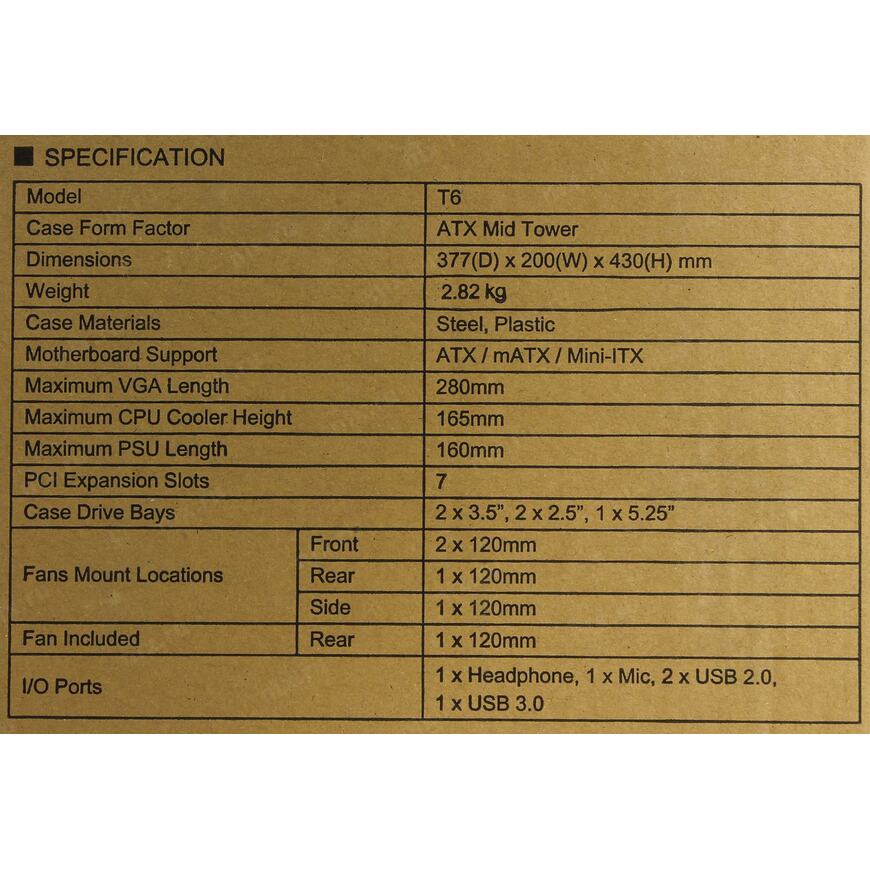 ■ SPECIFICATION
Model T6
Case Form Factor ATX Mid Tower
Dimensions 377(D) x 200(W) x 430(H) mm
Weight 2.82 kg
Case Materials Steel, Plastic
Motherboard Support ATX / mATX / Mini-ITX
Maximum VGA Length 280mm
Maximum CPU Cooler Height 165mm
Maximum PSU Length 160mm
PCI Expansion Slots 7
Case Drive Bays 2 x 3.5”, 2 x 2.5”, 1 x 5.25”
Fans Mount Locations
Front 2 x 120mm
Rear 1 x 120mm
Side 1 x 120mm
Fan Included Rear 1 x 120mm
I/O Ports
1 x Headphone, 1 x Mic, 2 x USB 2.0,
1 x USB 3.0